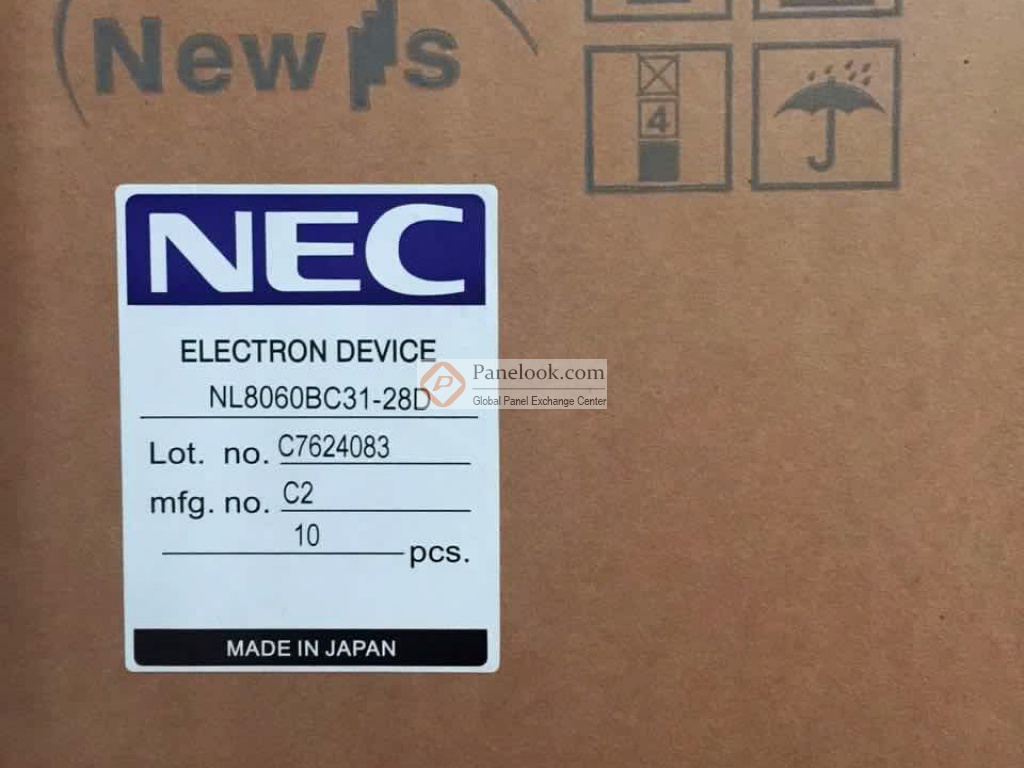 New s
4
NEC
ELECTRON DEVICE
NL8060BC31-28D
Panelook.com
Global Panel Exchange Center
Lot. no. C7624083
mfg. no. C2
10 pcs.
MADE IN JAPAN